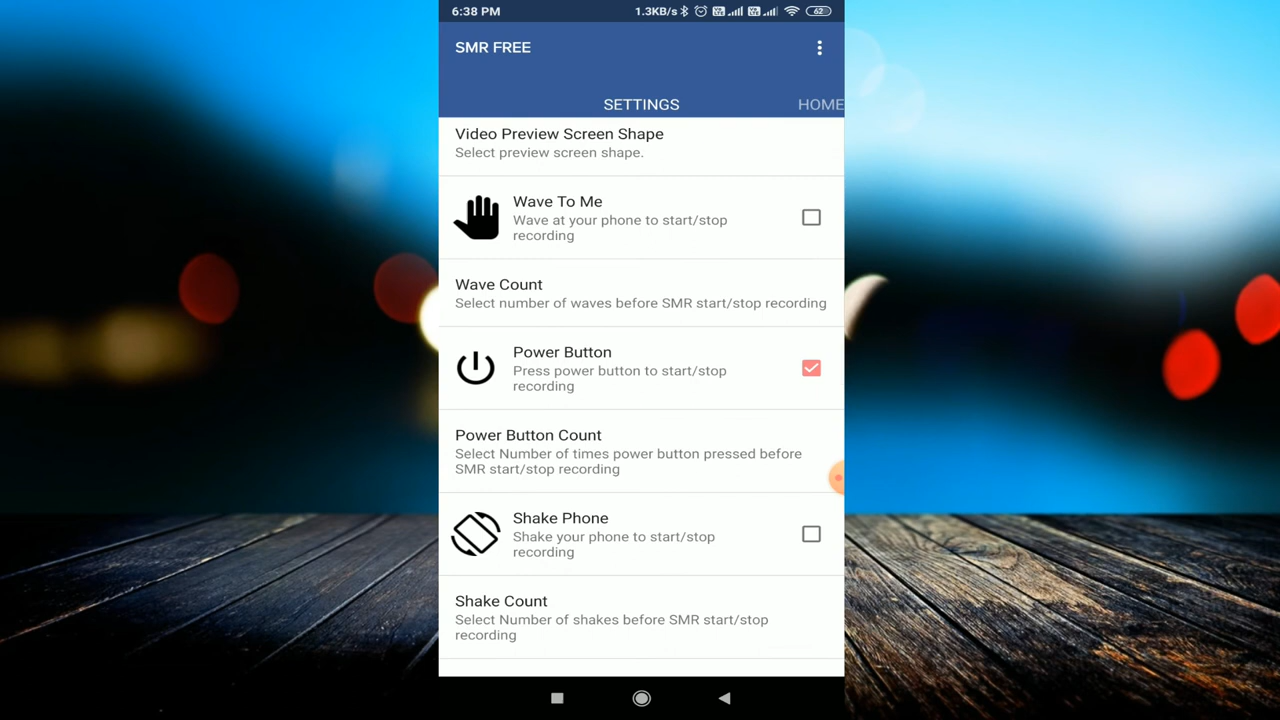 6:38 PM
1.3KB/s
62
SMR FREE
SETTINGS
HOME
Video Preview Screen Shape
Select preview screen shape.
Wave To Me
Wave at your phone to start/stop
recording
Wave Count
Select number of waves before SMR start/stop recording
Power Button
Press power button to start/stop
recording
Power Button Count
Select Number of times power button pressed before
SMR start/stop recording
Shake Phone
Shake your phone to start/stop
recording
Shake Count
Select Number of shakes before SMR start/stop
recording